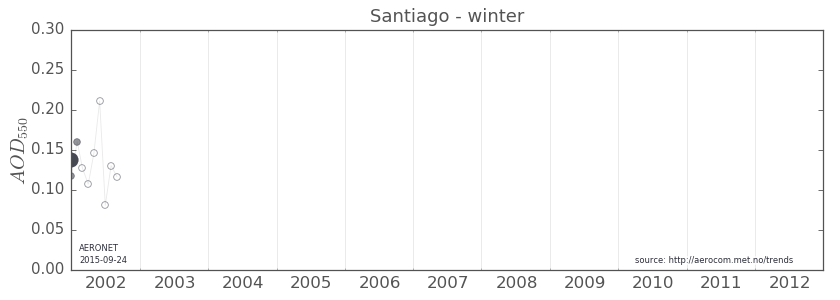 Santiago - winter
0.30
0.25
0.20
0.15
0.10
0.05
0.00
AOD550
AERONET
2015-09-24
source: http://aerocom.met.no/trends
2002 2003 2004 2005 2006 2007 2008 2009 2010 2011 2012